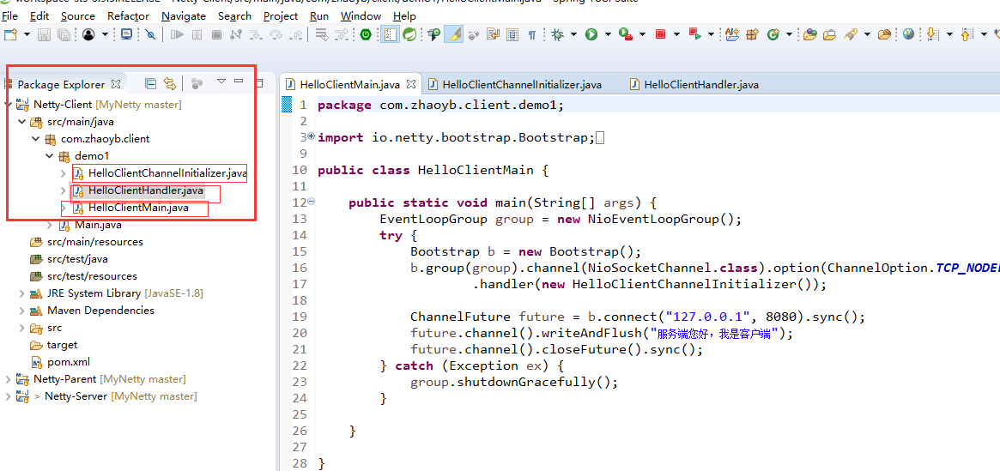 File Edit Source Refactor Navigate Search Project Run Window Help
Package Explorer
Netty-Client [MyNetty master]
src/main/java
com.zhaoyb.client
demo1
HelloClientChannelInitializer.java
HelloClientHandler.java
HelloClientMain.java
Main.java
src/main/resources
src/test/java
src/test/resources
JRE System Library [JavaSE-1.8]
Maven Dependencies
src
target
pom.xml
Netty-Parent [MyNetty master]
> Netty-Server [MyNetty master]
HelloClientMain.java HelloClientChannelInitializer.java HelloClientHandler.java
1 package com.zhaoyb.client.demo1;
2
3 import io.netty.bootstrap.Bootstrap;
9
10 public class HelloClientMain {
11
12 public static void main(String[] args) {
13 EventLoopGroup group = new NioEventLoopGroup();
14 try {
15 Bootstrap b = new Bootstrap();
16 b.group(group).channel(NioSocketChannel.class).option(ChannelOption.TCP_NODE
17 .handler(new HelloClientChannelInitializer());
18
19 ChannelFuture future = b.connect("127.0.0.1", 8080).sync();
20 future.channel().writeAndFlush("服务端您好，我是客户端");
21 future.channel().closeFuture().sync();
22 } catch (Exception ex) {
23 group.shutdownGracefully();
24 }
25
26 }
27
28 }